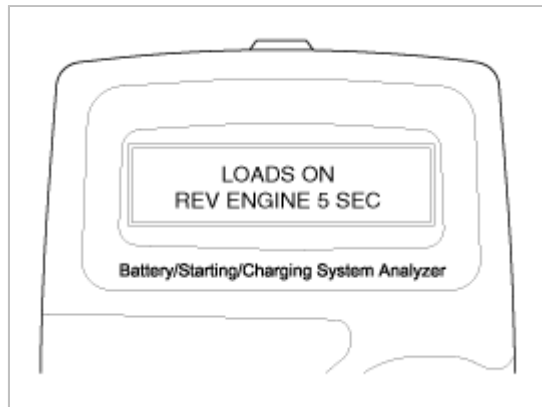 LOADS ON
REV ENGINE 5 SEC
Battery/Starting/Charging System Analyzer